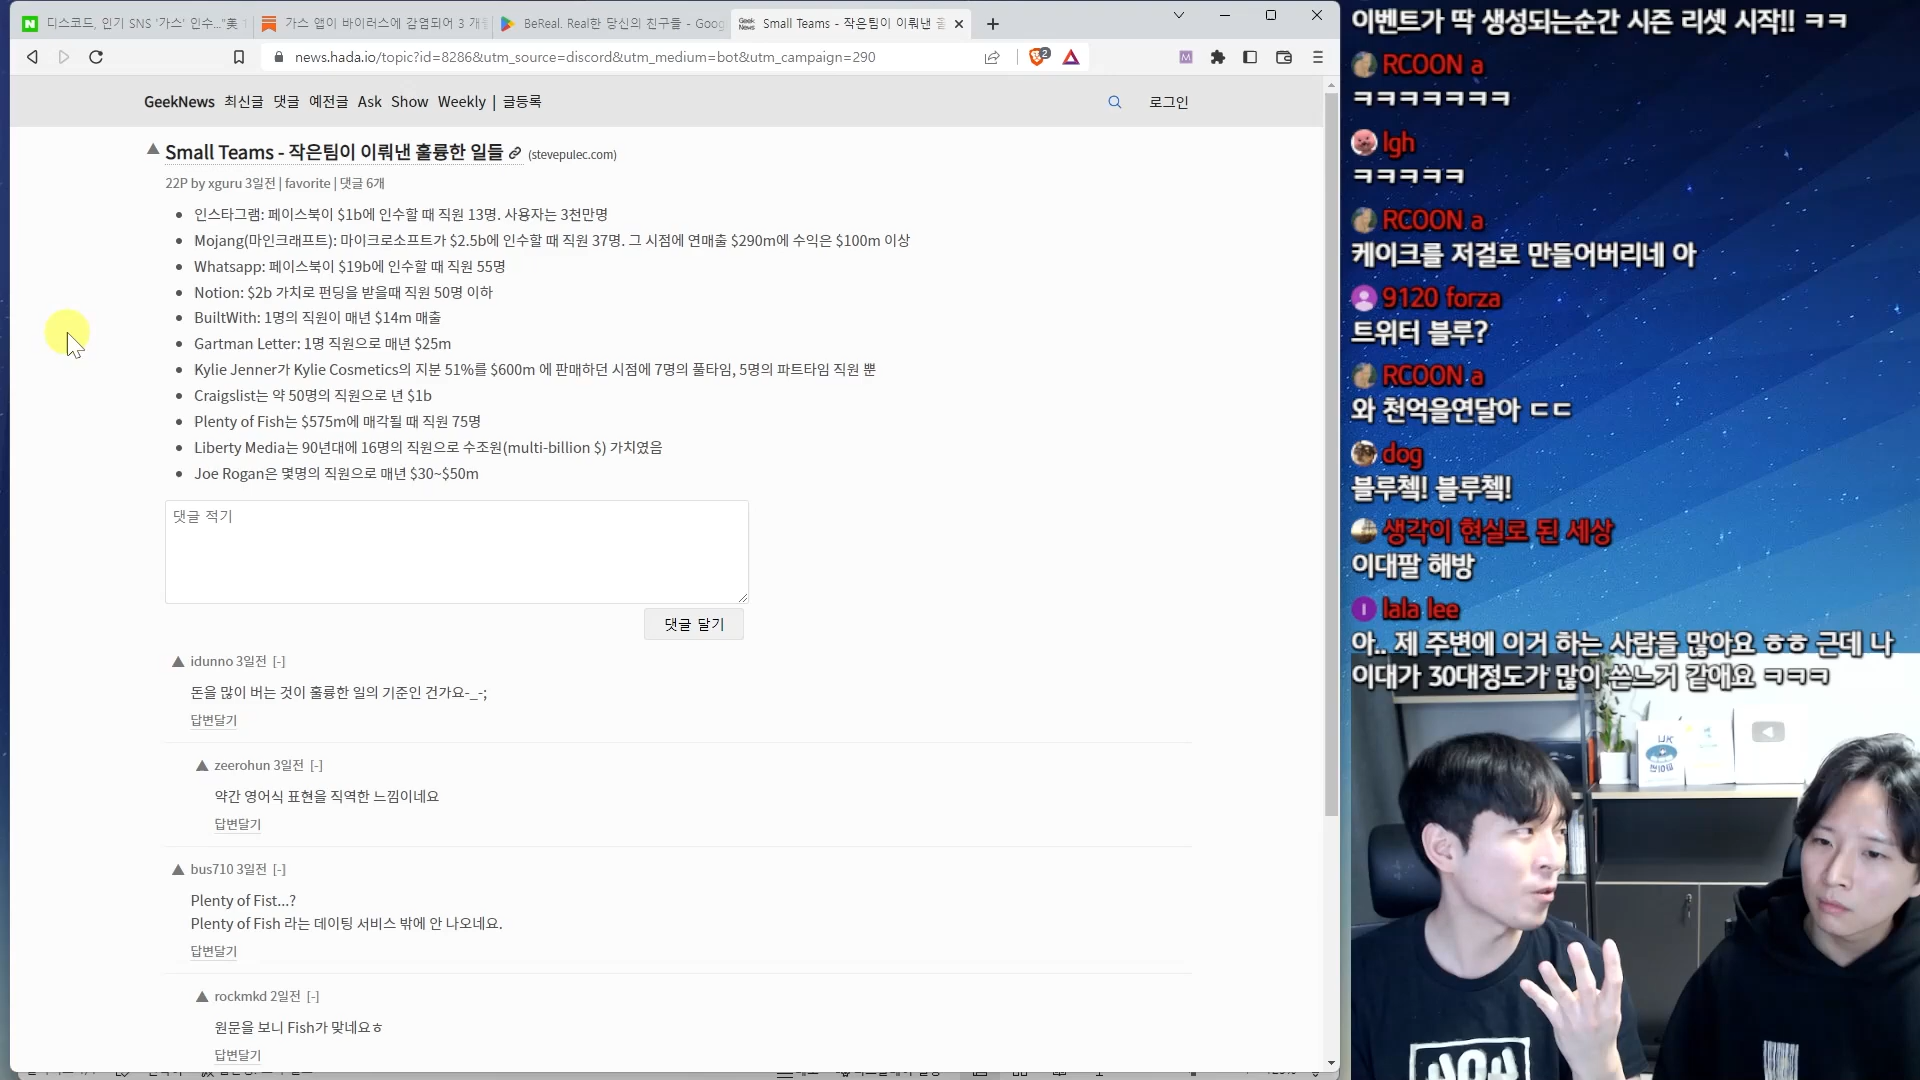 디스코드, 인기 SNS '가스' 인수..."美 1
가스 앱이 바이러스에 감염되어 3 개
BeReal. Real한 당신의 친구들 - Goog
Small Teams - 작은팀이 이뤄낸 훌
news.hada.io/topic?id=8286&utm_source=discord&utm_medium=bot&utm_campaign=290
2
M
GeekNews 최신글 댓글 예전글 Ask Show Weekly | 글등록
로그인
Small Teams - 작은팀이 이뤄낸 훌륭한 일들 (stevepulec.com)
22P by xguru 3일전 | favorite | 댓글 6개
인스타그램: 페이스북이 $1b에 인수할 때 직원 13명. 사용자는 3천만명
Mojang(마인크래프트): 마이크로소프트가 $2.5b에 인수할 때 직원 37명. 그 시점에 연매출 $290m에 수익은 $100m 이상
Whatsapp: 페이스북이 $19b에 인수할 때 직원 55명
Notion: $2b 가치로 펀딩을 받을때 직원 50명 이하
BuiltWith: 1명의 직원이 매년 $14m 매출
Gartman Letter: 1명 직원으로 매년 $25m
Kylie Jenner가 Kylie Cosmetics의 지분 51%를 $600m 에 판매하던 시점에 7명의 풀타임, 5명의 파트타임 직원 뿐
Craigslist는 약 50명의 직원으로 년 $1b
Plenty of Fish는 $575m에 매각될 때 직원 75명
Liberty Media는 90년대에 16명의 직원으로 수조원(multi-billion $) 가치였음
Joe Rogan은 몇명의 직원으로 매년 $30~$50m
댓글 적기
댓글 달기
idunno 3일전 [-]
돈을 많이 버는 것이 훌륭한 일의 기준인 건가요-_-;
답변달기
zeerohun 3일전 [-]
약간 영어식 표현을 직역한 느낌이네요
답변달기
bus710 3일전 [-]
Plenty of Fist...?
Plenty of Fish 라는 데이팅 서비스 밖에 안 나오네요.
답변달기
rockmkd 2일전 [-]
원문을 보니 Fish가 맞네요ㅎ
답변달기
이벤트가 딱 생성되는순간 시즌 리셋 시작!! ㅋㅋ
RCOON a
ㅋㅋㅋㅋㅋㅋㅋ
lgh
ㅋㅋㅋㅋㅋ
RCOON a
케이크를 저걸로 만들어버리네 아
9120 forza
트위터 블루?
RCOON a
와 천억을연달아 ㄷㄷ
dog
블루첵! 블루첵!
생각이 현실로 된 세상
이대팔 해방
lala lee
아.. 제 주변에 이거 하는 사람들 많아요 ㅎㅎ 근데 나
이대가 30대정도가 많이 쓴느거 같애요 ㅋㅋㅋ